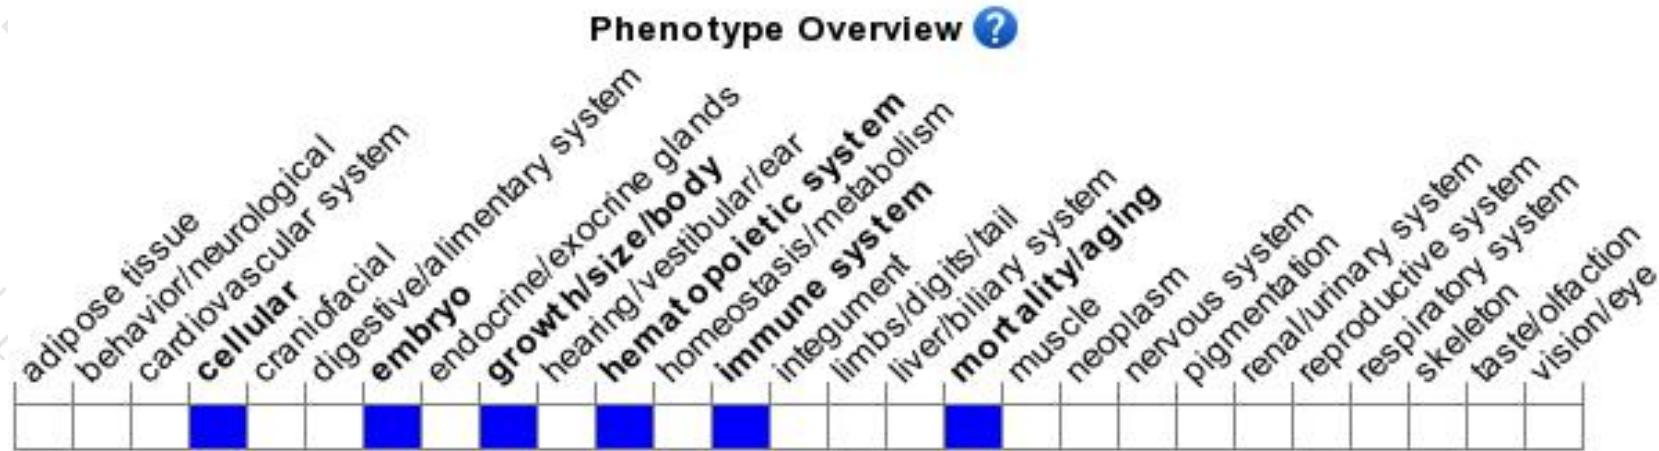 Phenotype Overview ?
adipose tissue
behavior/neurological
cardiovascular system
cellular
craniofacial
digestive/alimentary system
embryo
endocrine/exocrine glands
growth/size/body
hearing/vestibular/ear
hematopoietic system
homeostasis/metabolism
immune system
integument
limbs/digits/tail
liver/biliary system
mortality/aging
muscle
neoplasm
nervous system
pigmentation
renal/urinary system
reproductive system
respiratory system
skeleton
taste/olfaction
vision/eye